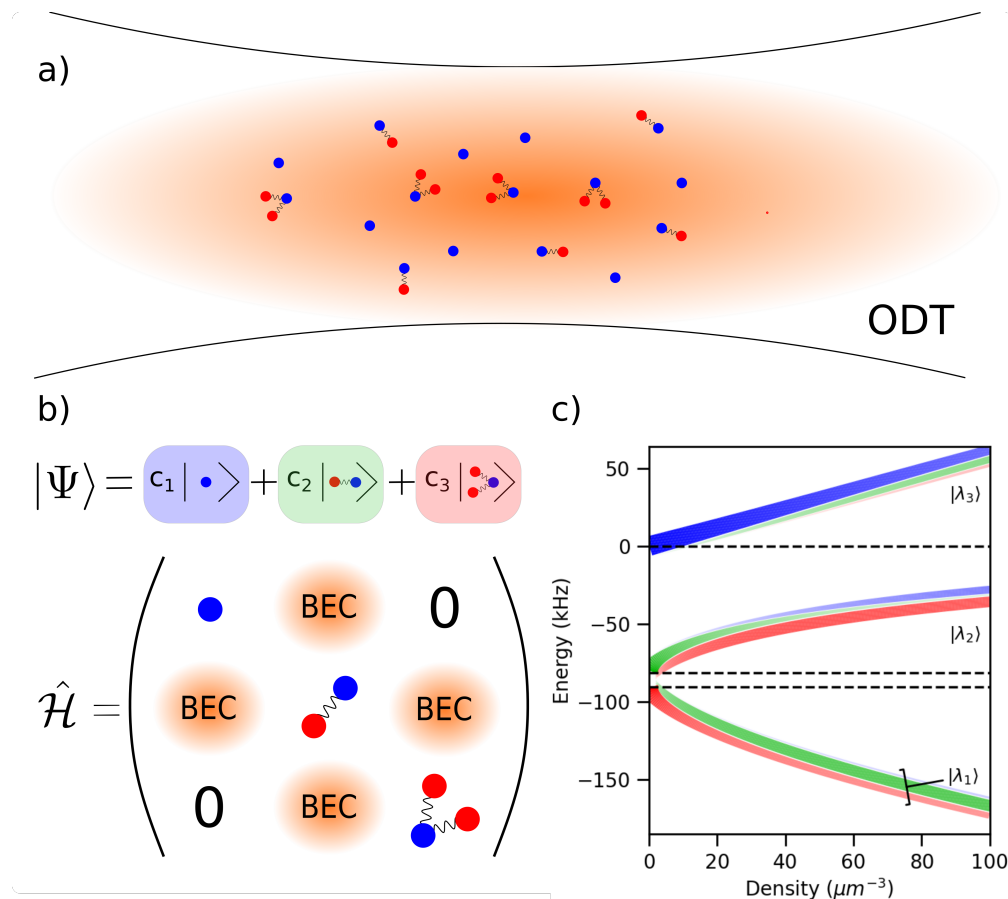 a)
ODT
b)
|Ψ⟩ = c₁| ⟩ + c₂| ⟩ + c₃| ⟩
BEC 0
Ĥ = BEC BEC
0 BEC
c)
50
0
−50
−100
−150
Energy (kHz)
|λ₃⟩
|λ₂⟩
|λ₁⟩
0 20 40 60 80 100
Density (μm⁻³)